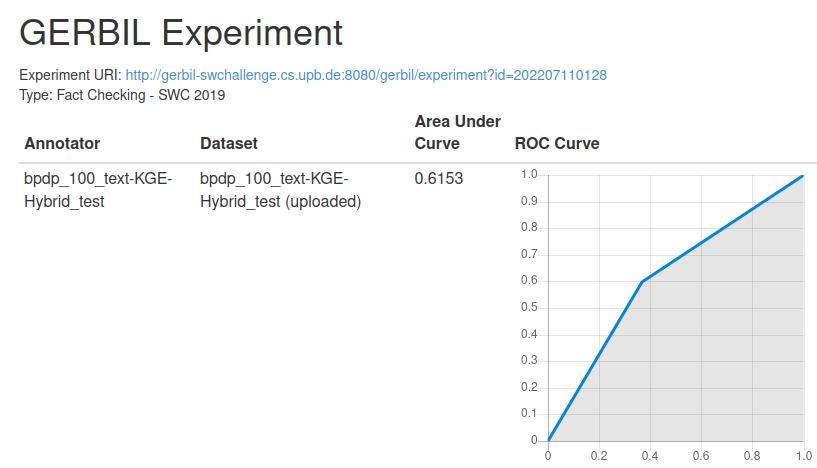 GERBIL Experiment
Experiment URI: http://gerbil-swchallenge.cs.upb.de:8080/gerbil/experiment?id=202207110128
Type: Fact Checking - SWC 2019
Annotator Dataset Area Under Curve ROC Curve
bpdp_100_text-KGE-Hybrid_test bpdp_100_text-KGE-Hybrid_test (uploaded) 0.6153
1.0
0.9
0.8
0.7
0.6
0.5
0.4
0.3
0.2
0.1
0
0 0.2 0.4 0.6 0.8 1.0